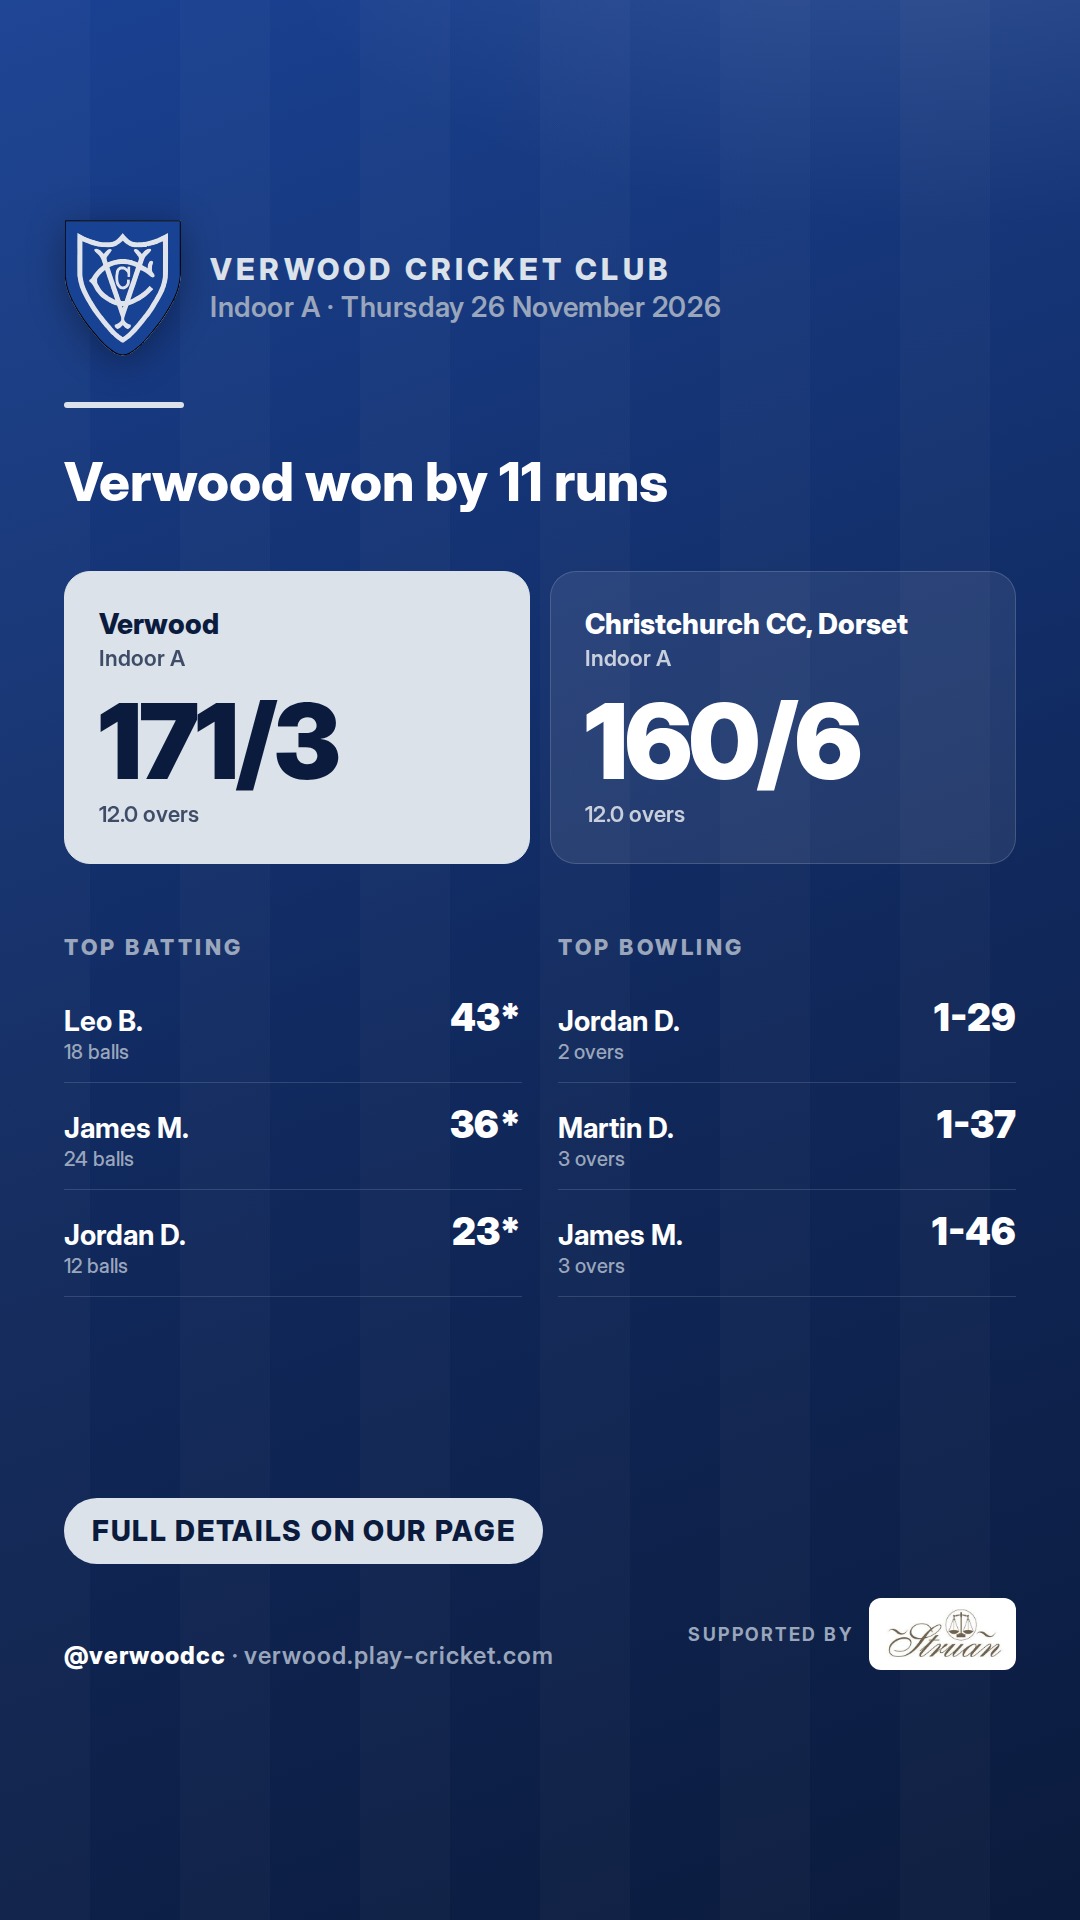 VERWOOD CRICKET CLUB
Indoor A · Thursday 26 November 2026
Verwood won by 11 runs
Verwood
Indoor A
171/3
12.0 overs
Christchurch CC, Dorset
Indoor A
160/6
12.0 overs
TOP BATTING
Leo B. 43*
18 balls
James M. 36*
24 balls
Jordan D. 23*
12 balls
TOP BOWLING
Jordan D. 1-29
2 overs
Martin D. 1-37
3 overs
James M. 1-46
3 overs
FULL DETAILS ON OUR PAGE
@verwoodcc · verwood.play-cricket.com
SUPPORTED BY
Struan